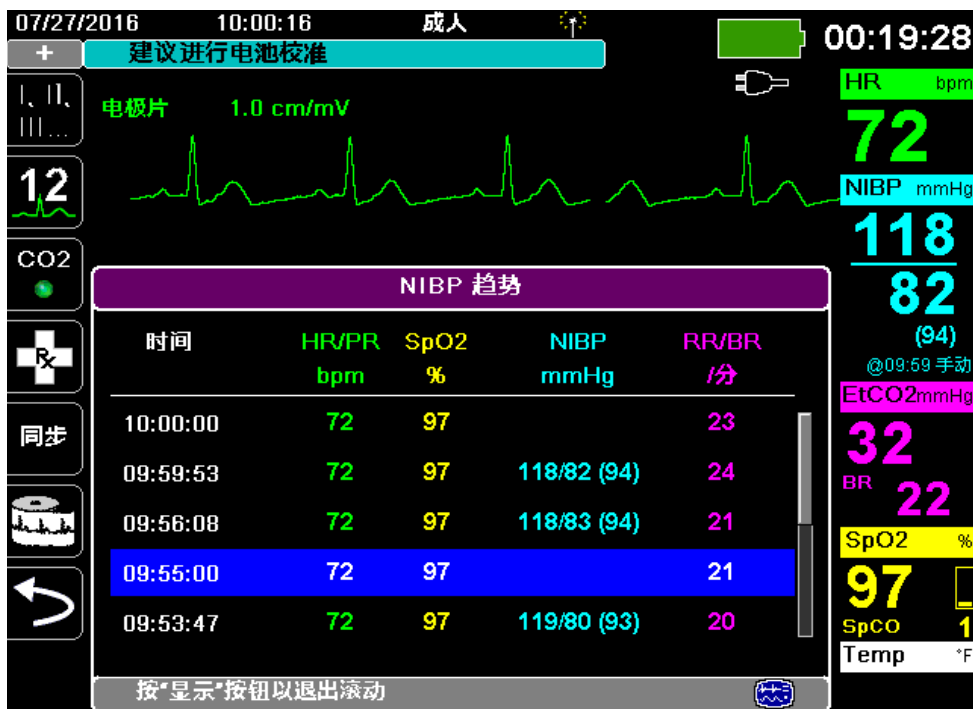 07/27/2016 10:00:16 成人
00:19:28
+ 建议进行电池校准
I、II、
III...
电极片 1.0 cm/mV
12
CO2
Rx
同步
HR bpm
72
NIBP mmHg
118
82
(94)
@09:59 手动
EtCO2mmHg
32
BR 22
SpO2 %
97
SpCO 1
Temp °F
NIBP 趋势
时间 HR/PR SpO2 NIBP RR/BR
bpm % mmHg /分
10:00:00 72 97 23
09:59:53 72 97 118/82 (94) 24
09:56:08 72 97 118/83 (94) 21
09:55:00 72 97 21
09:53:47 72 97 119/80 (93) 20
按“显示”按钮以退出滚动